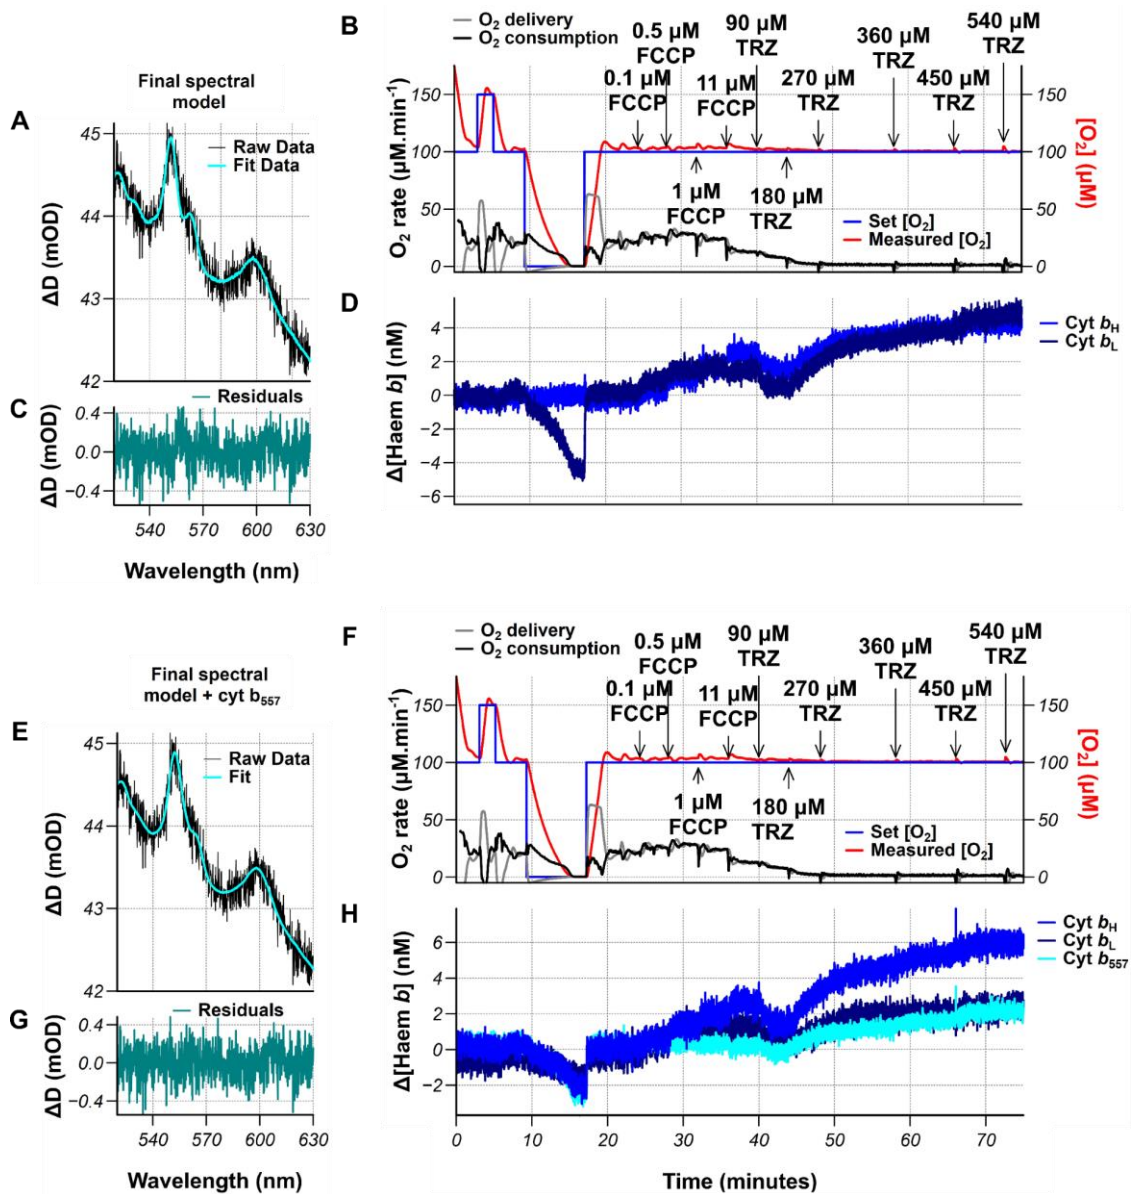 Final spectral
model
A
45
44
43
42
ΔD (mOD)
Raw Data
Fit Data
C
Residuals
0.4
0.0
−0.4
ΔD (mOD)
540 570 600 630
Wavelength (nm)
B
O₂ delivery
O₂ consumption
0.5 µM
FCCP
90 µM
TRZ
360 µM
TRZ
540 µM
TRZ
0.1 µM
FCCP
11 µM
FCCP
270 µM
TRZ
450 µM
TRZ
1 µM
FCCP
180 µM
TRZ
150
100
50
0
O₂ rate (µM.min⁻¹)
150
100
50
0
[O₂] (µM)
Set [O₂]
Measured [O₂]
D
4
2
0
−2
−4
−6
Δ[Haem b] (nM)
Cyt bH
Cyt bL
Final spectral
model + cyt b₅₅₇
E
45
44
43
42
ΔD (mOD)
Raw Data
Fit
G
Residuals
0.4
0.0
−0.4
ΔD (mOD)
540 570 600 630
Wavelength (nm)
F
O₂ delivery
O₂ consumption
0.5 µM
FCCP
90 µM
TRZ
360 µM
TRZ
540 µM
TRZ
0.1 µM
FCCP
11 µM
FCCP
270 µM
TRZ
450 µM
TRZ
1 µM
FCCP
180 µM
TRZ
150
100
50
0
O₂ rate (µM.min⁻¹)
150
100
50
0
[O₂] (µM)
Set [O₂]
Measured [O₂]
H
6
4
2
0
−2
Δ[Haem b] (nM)
Cyt bH
Cyt bL
Cyt b₅₅₇
0 10 20 30 40 50 60 70
Time (minutes)